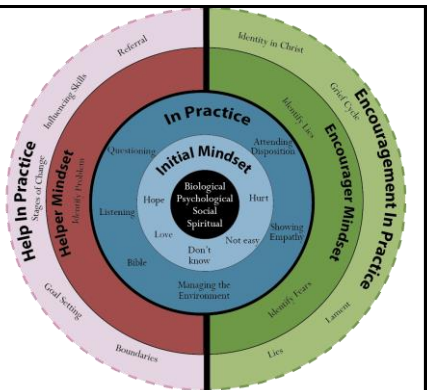 Referral
Influencing Skills
Help In Practice
Stages of Change
Goal Setting
Boundaries
Helper Mindset
Identify Problems
Identity in Christ
Grief Cycle
Encouragement In Practice
Lament
Lies
Identify Lies
Encourager Mindset
Identify Fears
In Practice
Questioning
Attending
Disposition
Listening
Showing
Empathy
Bible
Managing the
Environment
Initial Mindset
Hope
Hurt
Love
Not easy
Don't
know
Biological
Psychological
Social
Spiritual